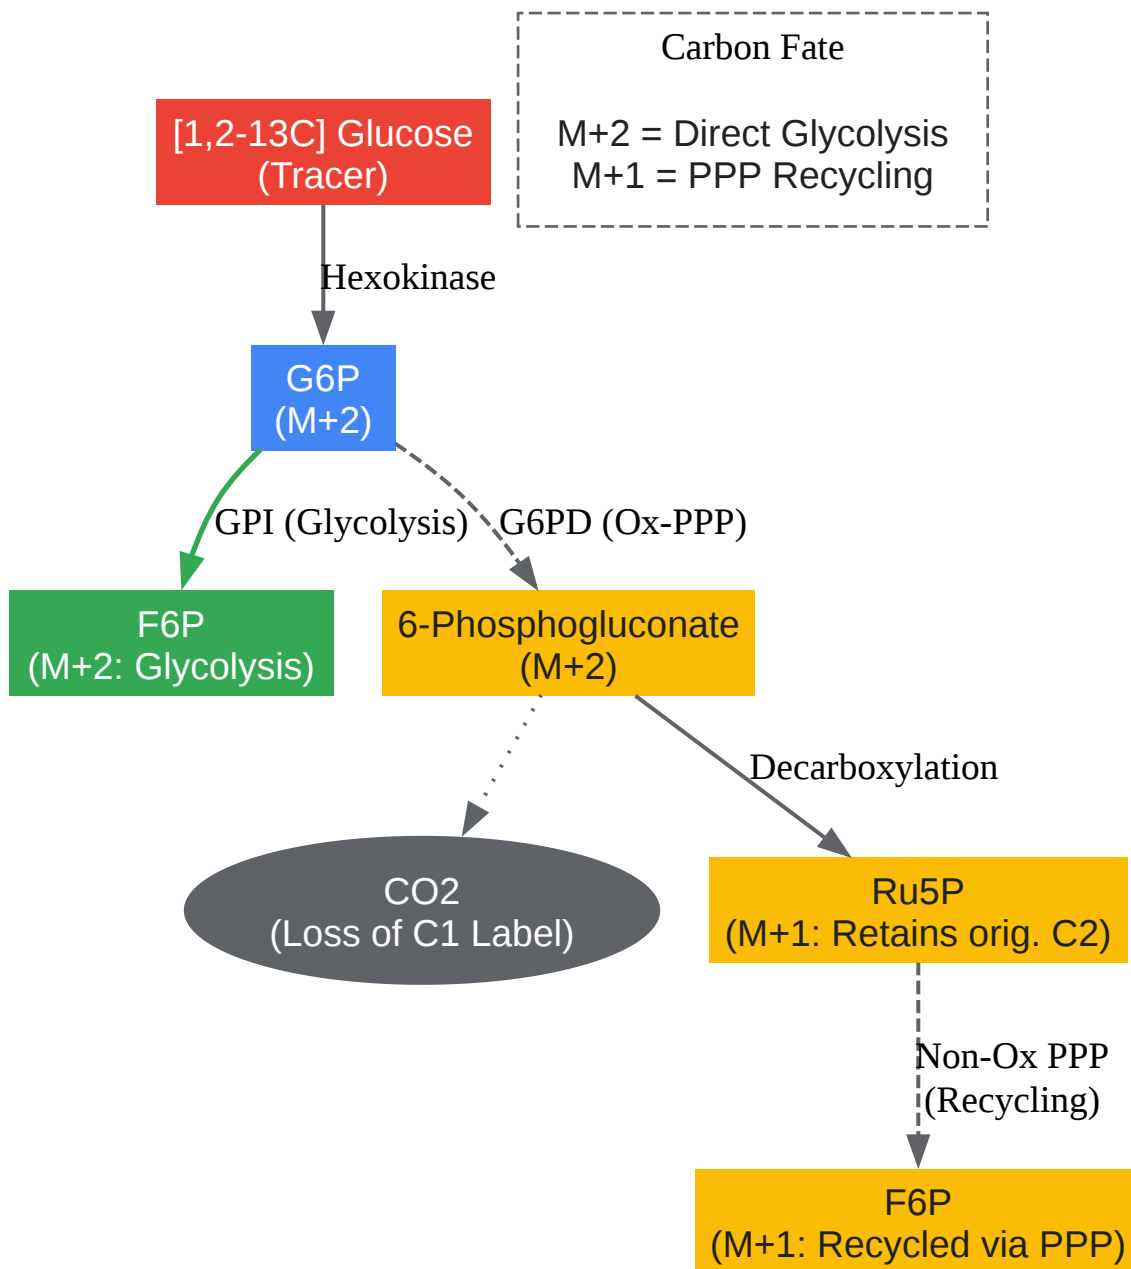 Carbon Fate
M+2 = Direct Glycolysis
M+1 = PPP Recycling
[1,2-13C] Glucose
(Tracer)
Hexokinase
G6P
(M+2)
GPI (Glycolysis)
G6PD (Ox-PPP)
F6P
(M+2: Glycolysis)
6-Phosphogluconate
(M+2)
Decarboxylation
CO2
(Loss of C1 Label)
Ru5P
(M+1: Retains orig. C2)
Non-Ox PPP
(Recycling)
F6P
(M+1: Recycled via PPP)